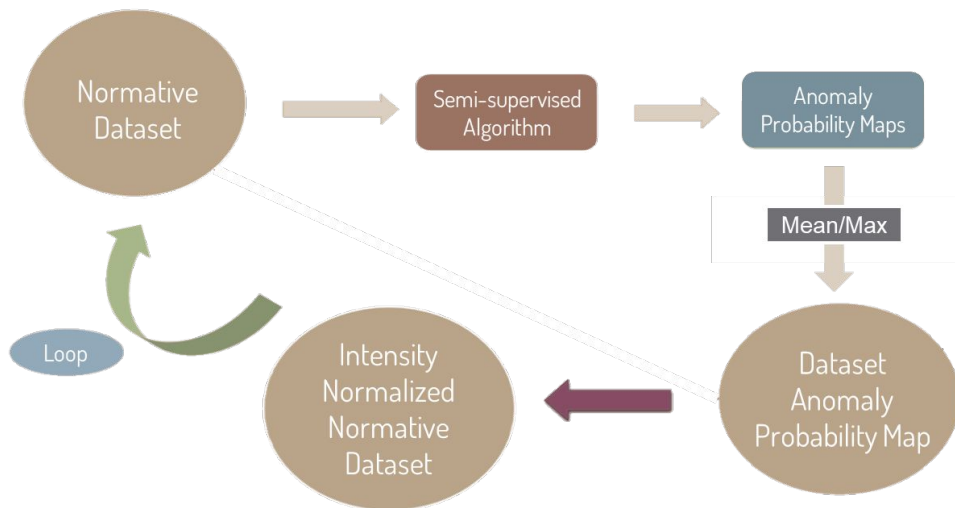 Normative
Dataset
Semi-supervised
Algorithm
Anomaly
Probability Maps
Mean/Max
Dataset
Anomaly
Probability Map
Intensity
Normalized
Normative
Dataset
Loop